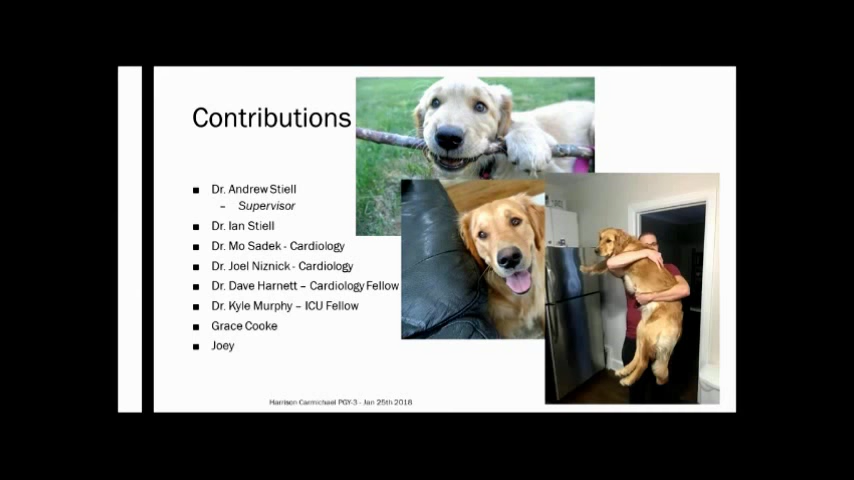 Contributions
Dr. Andrew Stiell
– Supervisor
Dr. Ian Stiell
Dr. Mo Sadek - Cardiology
Dr. Joel Niznick - Cardiology
Dr. Dave Harnett – Cardiology Fellow
Dr. Kyle Murphy – ICU Fellow
Grace Cooke
Joey
Harrison Carmichael PGY-3 - Jan 25th 2018